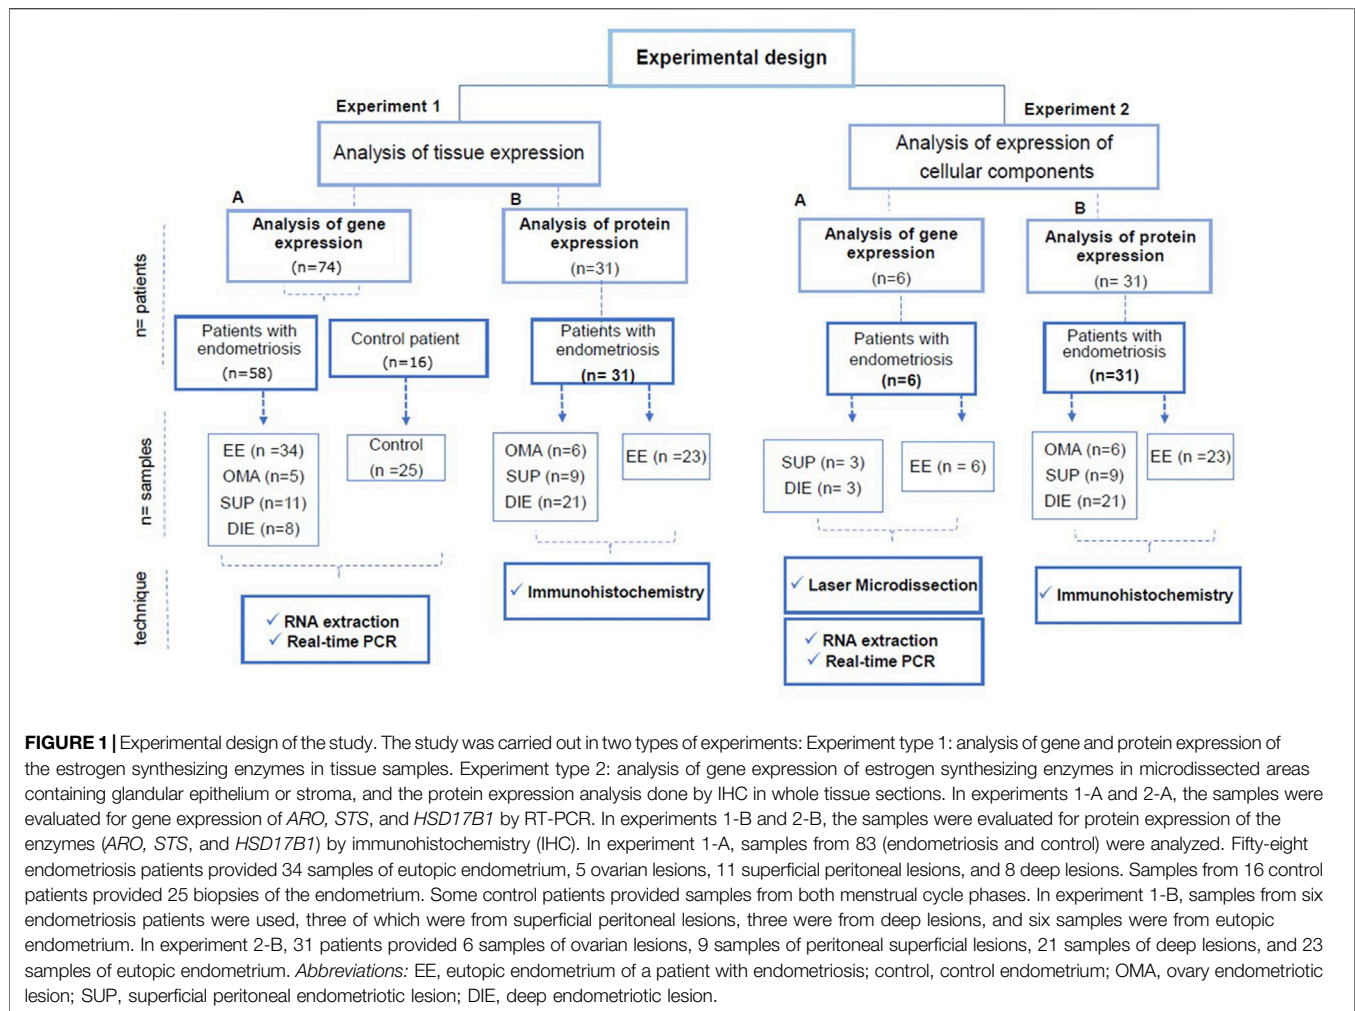 Experimental design
Experiment 1
Experiment 2
Analysis of tissue expression
Analysis of expression of
cellular components
A
B
A
B
n= patients
Analysis of gene
expression
(n=74)
Analysis of protein
expression
(n=31)
Analysis of gene
expression
(n=6)
Analysis of protein
expression
(n= 31)
Patients with
endometriosis
(n=58)
Control patient
(n=16)
Patients with
endometriosis
(n= 31)
Patients with
endometriosis
(n=6)
Patients with
endometriosis
(n=31)
n= samples
EE (n =34)
OMA (n=5)
SUP (n=11)
DIE (n=8)
Control
(n =25)
OMA (n=6)
SUP (n=9)
DIE (n=21)
EE (n =23)
SUP (n= 3)
DIE (n= 3)
EE (n = 6)
OMA (n=6)
SUP (n=9)
DIE (n=21)
EE (n =23)
technique
✓ RNA extraction
✓ Real-time PCR
✓ Immunohistochemistry
✓ Laser Microdissection
✓ RNA extraction
✓ Real-time PCR
✓ Immunohistochemistry
FIGURE 1 | Experimental design of the study. The study was carried out in two types of experiments: Experiment type 1: analysis of gene and protein expression of
the estrogen synthesizing enzymes in tissue samples. Experiment type 2: analysis of gene expression of estrogen synthesizing enzymes in microdissected areas
containing glandular epithelium or stroma, and the protein expression analysis done by IHC in whole tissue sections. In experiments 1-A and 2-A, the samples were
evaluated for gene expression of ARO, STS, and HSD17B1 by RT-PCR. In experiments 1-B and 2-B, the samples were evaluated for protein expression of the
enzymes (ARO, STS, and HSD17B1) by immunohistochemistry (IHC). In experiment 1-A, samples from 83 (endometriosis and control) were analyzed. Fifty-eight
endometriosis patients provided 34 samples of eutopic endometrium, 5 ovarian lesions, 11 superficial peritoneal lesions, and 8 deep lesions. Samples from 16 control
patients provided 25 biopsies of the endometrium. Some control patients provided samples from both menstrual cycle phases. In experiment 1-B, samples from six
endometriosis patients were used, three of which were from superficial peritoneal lesions, three were from deep lesions, and six samples were from eutopic
endometrium. In experiment 2-B, 31 patients provided 6 samples of ovarian lesions, 9 samples of peritoneal superficial lesions, 21 samples of deep lesions, and 23
samples of eutopic endometrium. Abbreviations: EE, eutopic endometrium of a patient with endometriosis; control, control endometrium; OMA, ovary endometriotic
lesion; SUP, superficial peritoneal endometriotic lesion; DIE, deep endometriotic lesion.